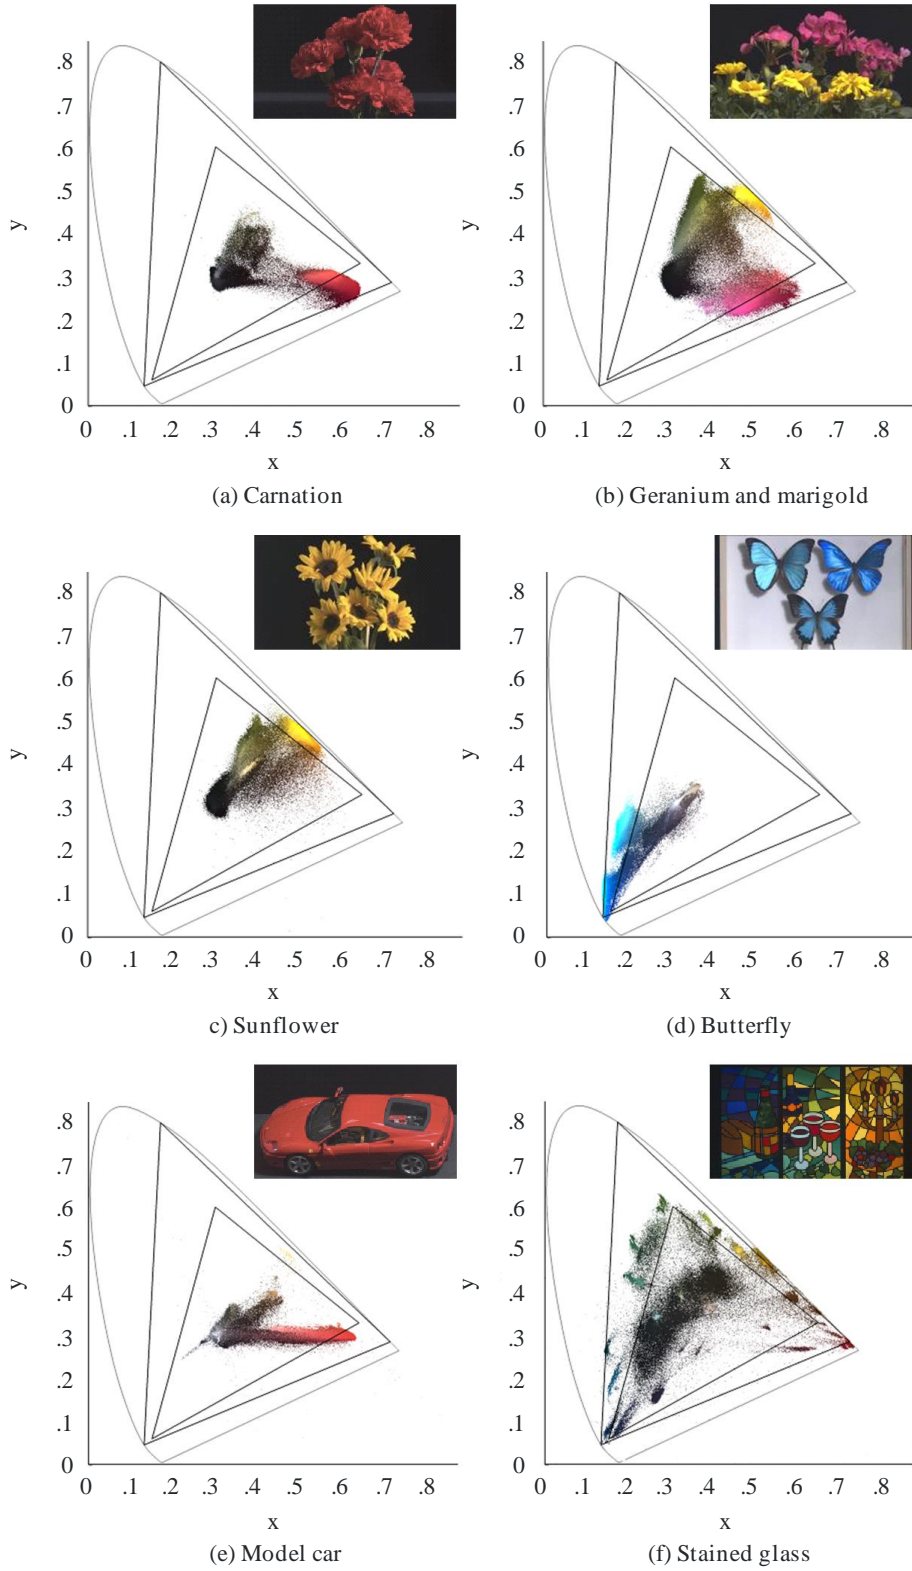 .8
.7
.6
.5
.4
.3
.2
.1
0
y
0 .1 .2 .3 .5 .6 .7 .8
x
(a) Carnation
.8
.7
.6
.5
.4
.3
.2
.1
0
y
0 .1 .2 .3 .4 .5 .6 .7 .8
x
(b) Geranium and marigold
.8
.7
.6
.5
.4
.3
.2
.1
0
y
0 .1 .2 .3 .5 .6 .7 .8
x
c) Sunflower
.8
.7
.6
.5
.4
.3
.2
.1
0
y
0 .1 .2 .3 .4 .5 .6 .7 .8
x
(d) Butterfly
.8
.7
.6
.5
.4
.3
.2
.1
0
y
0 .1 .2 .3 .5 .6 .7 .8
x
(e) Model car
.8
.7
.6
.5
.4
.3
.2
.1
0
y
0 .1 .2 .3 .4 .5 .6 .7 .8
x
(f) Stained glass